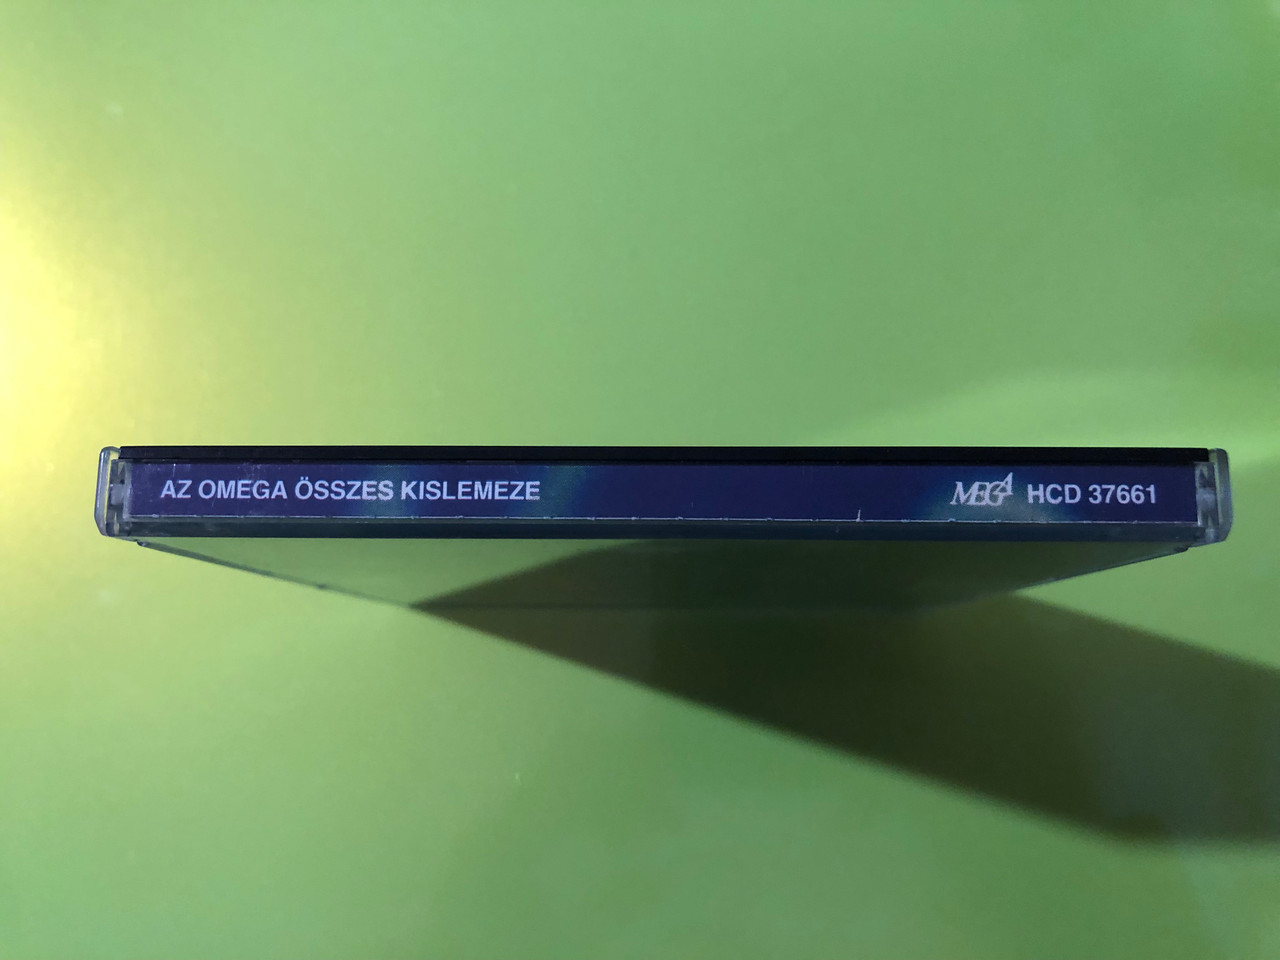 AZ OMEGA ÖSSZES KISLEMEZE MEGA HCD 37661